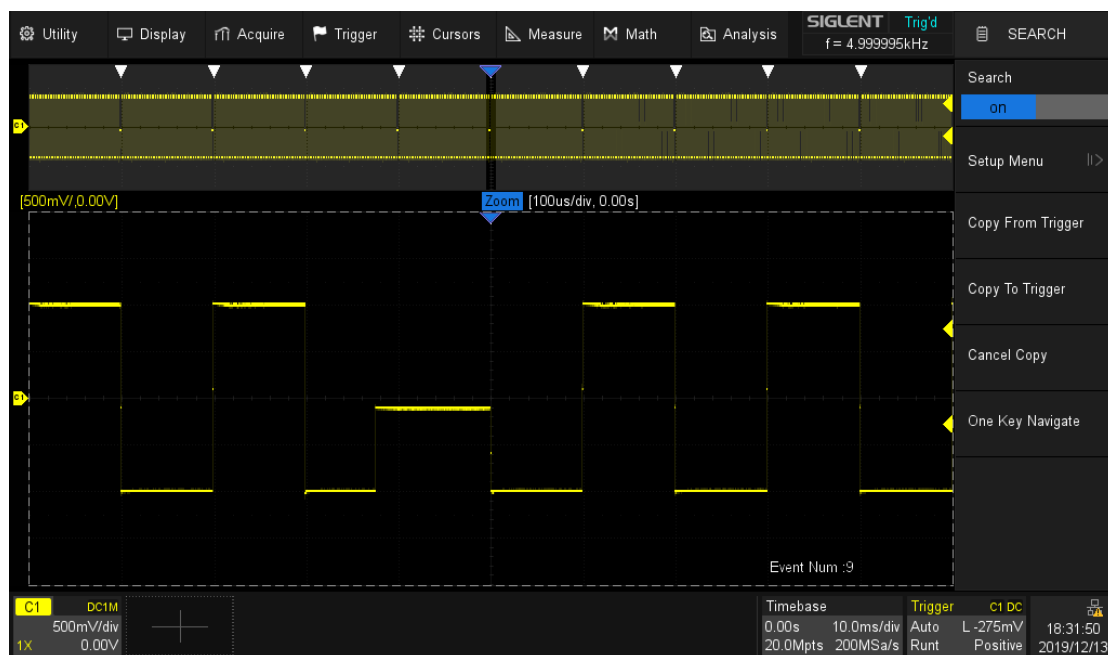 Utility Display Acquire Trigger Cursors Measure Math Analysis SIGLENT Trig'd
f = 4.999995kHz
SEARCH
Search
on
Setup Menu
Copy From Trigger
Copy To Trigger
Cancel Copy
One Key Navigate
C1
[500mV/,0.00V] Zoom [100us/div, 0.00s]
C1
Event Num :9
C1 DC1M
500mV/div
1X 0.00V
Timebase
0.00s 10.0ms/div
20.0Mpts 200MSa/s
Trigger C1 DC
Auto L -275mV
Runt Positive
18:31:50
2019/12/13